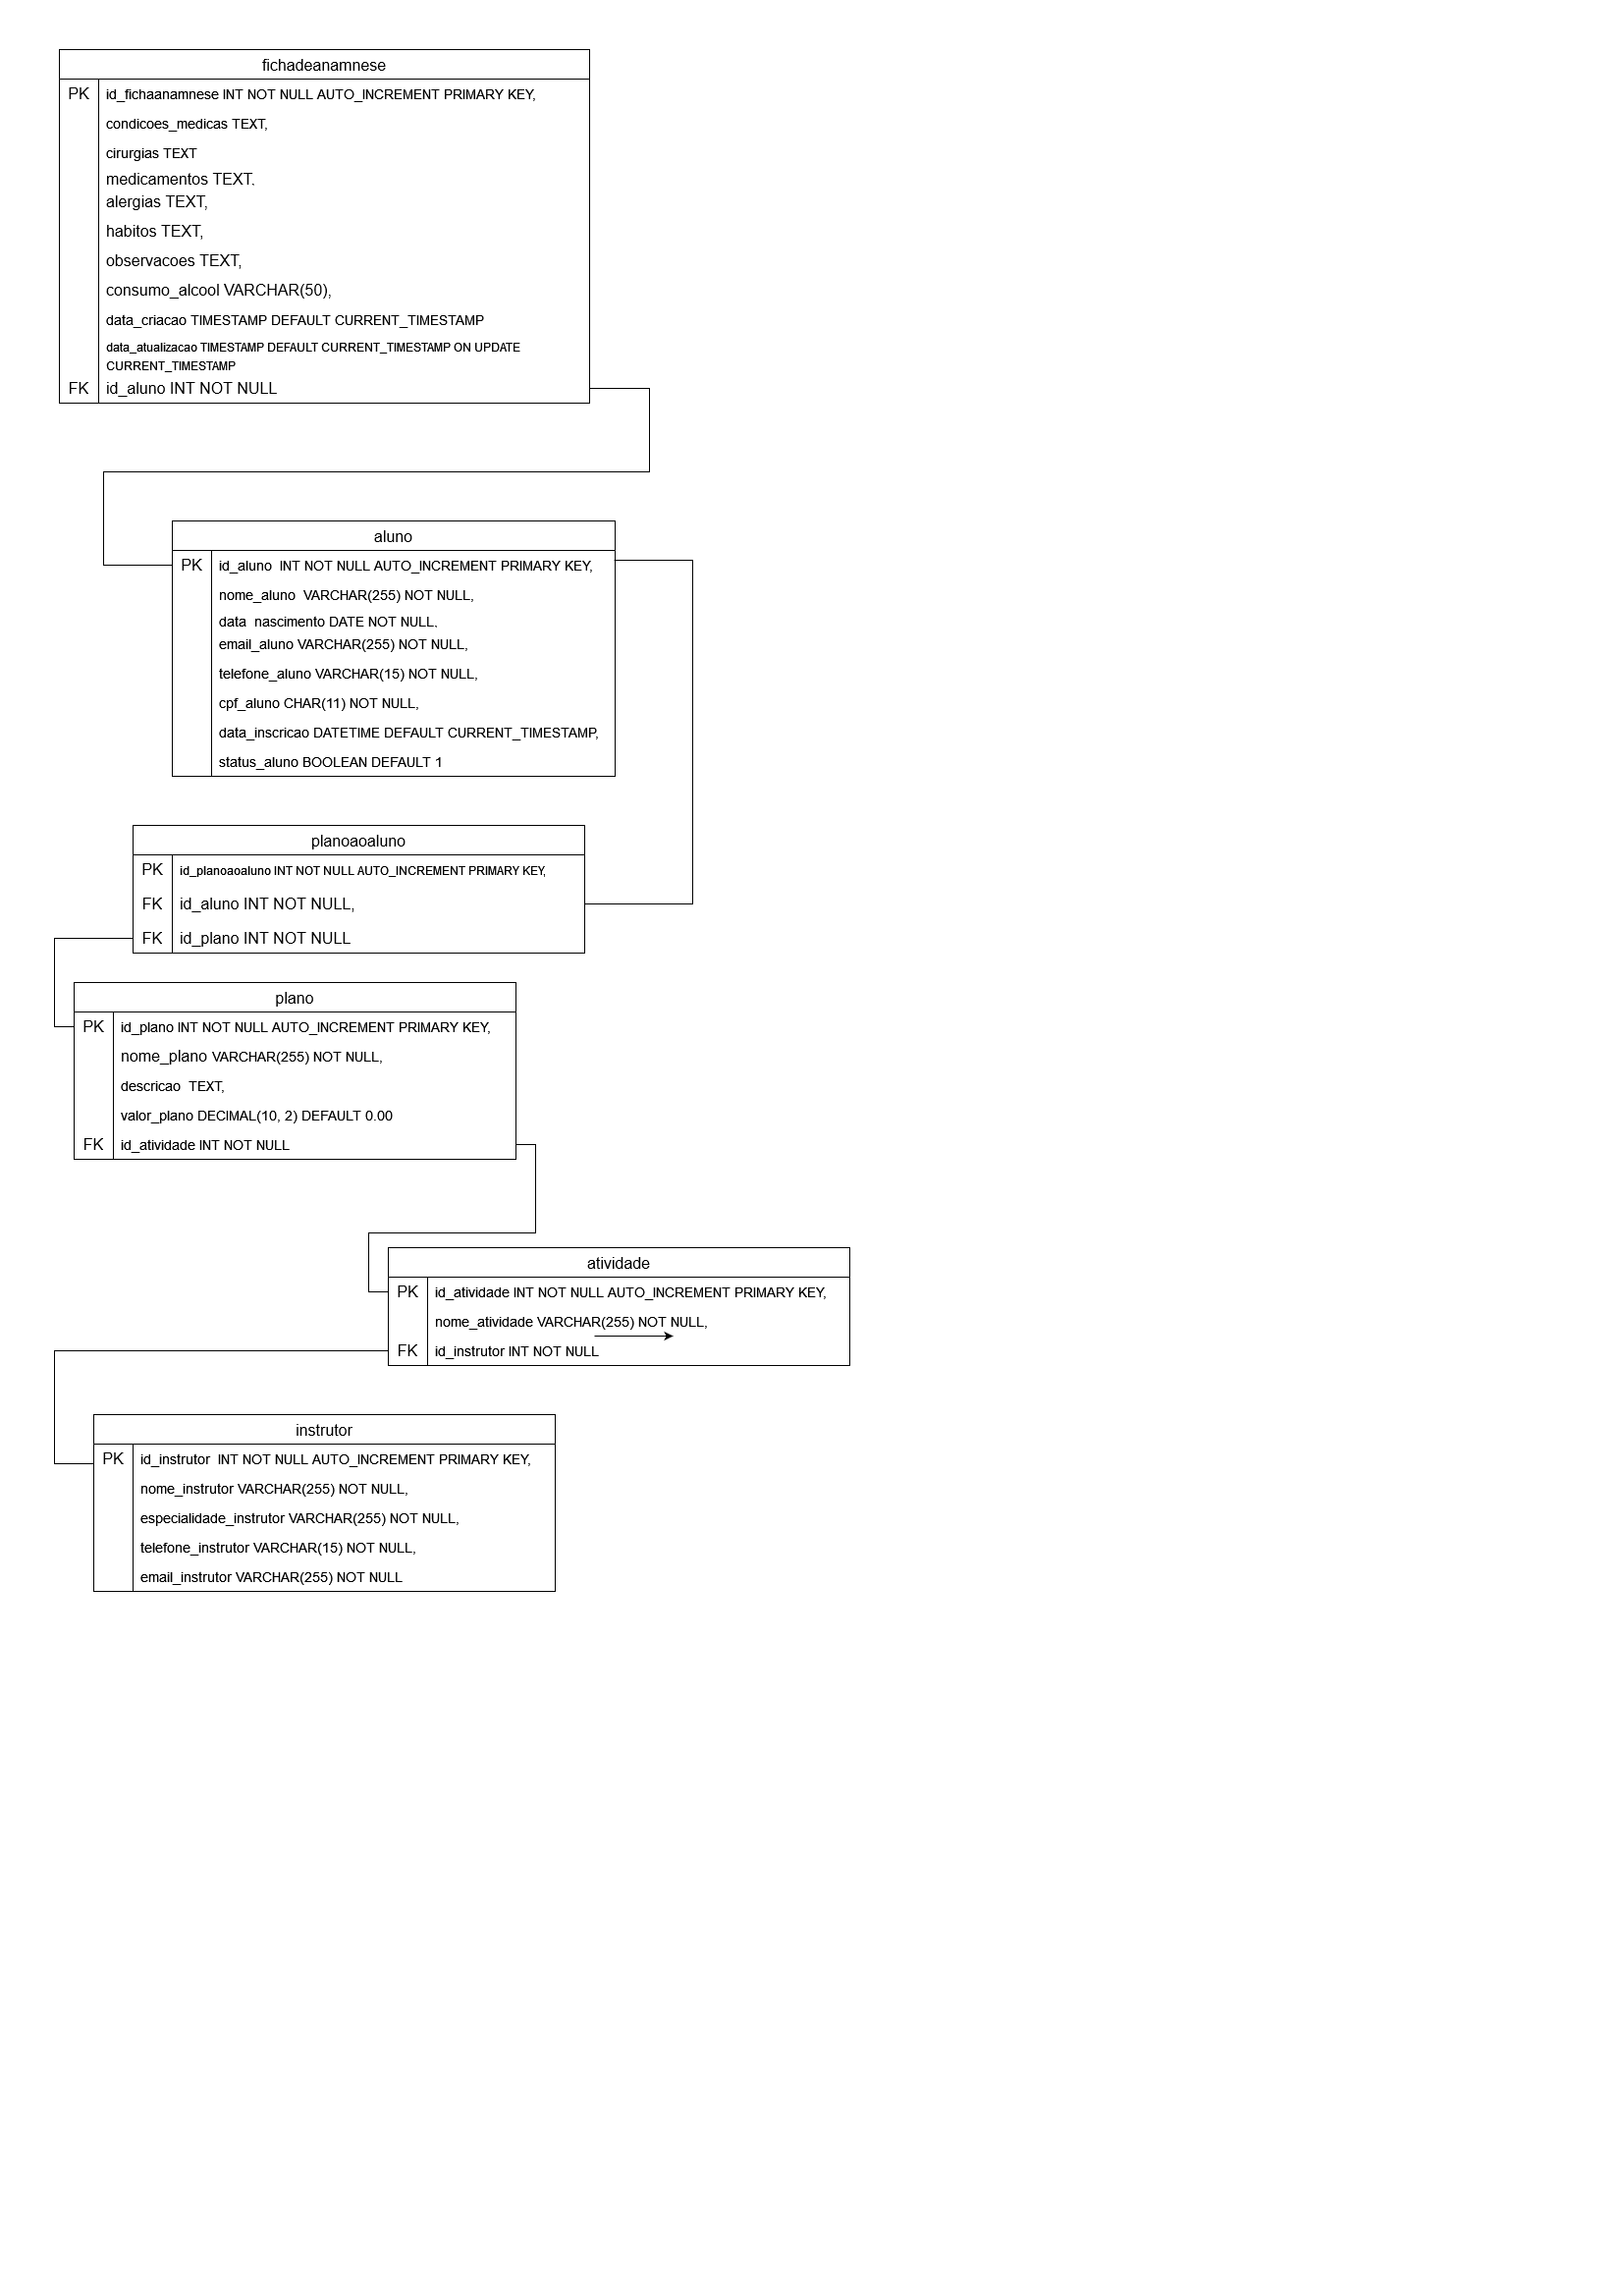 fichadeanamnese
PK id_fichaanamnese INT NOT NULL AUTO_INCREMENT PRIMARY KEY,
condicoes_medicas TEXT,
cirurgias TEXT
medicamentos TEXT,
alergias TEXT,
habitos TEXT,
observacoes TEXT,
consumo_alcool VARCHAR(50),
data_criacao TIMESTAMP DEFAULT CURRENT_TIMESTAMP
data_atualizacao TIMESTAMP DEFAULT CURRENT_TIMESTAMP ON UPDATE
CURRENT_TIMESTAMP
FK id_aluno INT NOT NULL
aluno
PK id_aluno INT NOT NULL AUTO_INCREMENT PRIMARY KEY,
nome_aluno VARCHAR(255) NOT NULL,
data_nascimento DATE NOT NULL,
email_aluno VARCHAR(255) NOT NULL,
telefone_aluno VARCHAR(15) NOT NULL,
cpf_aluno CHAR(11) NOT NULL,
data_inscricao DATETIME DEFAULT CURRENT_TIMESTAMP,
status_aluno BOOLEAN DEFAULT 1
planoaoaluno
PK id_planoaoaluno INT NOT NULL AUTO_INCREMENT PRIMARY KEY,
FK id_aluno INT NOT NULL,
FK id_plano INT NOT NULL
plano
PK id_plano INT NOT NULL AUTO_INCREMENT PRIMARY KEY,
nome_plano VARCHAR(255) NOT NULL,
descricao TEXT,
valor_plano DECIMAL(10, 2) DEFAULT 0.00
FK id_atividade INT NOT NULL
atividade
PK id_atividade INT NOT NULL AUTO_INCREMENT PRIMARY KEY,
nome_atividade VARCHAR(255) NOT NULL,
FK id_instrutor INT NOT NULL
instrutor
PK id_instrutor INT NOT NULL AUTO_INCREMENT PRIMARY KEY,
nome_instrutor VARCHAR(255) NOT NULL,
especialidade_instrutor VARCHAR(255) NOT NULL,
telefone_instrutor VARCHAR(15) NOT NULL,
email_instrutor VARCHAR(255) NOT NULL